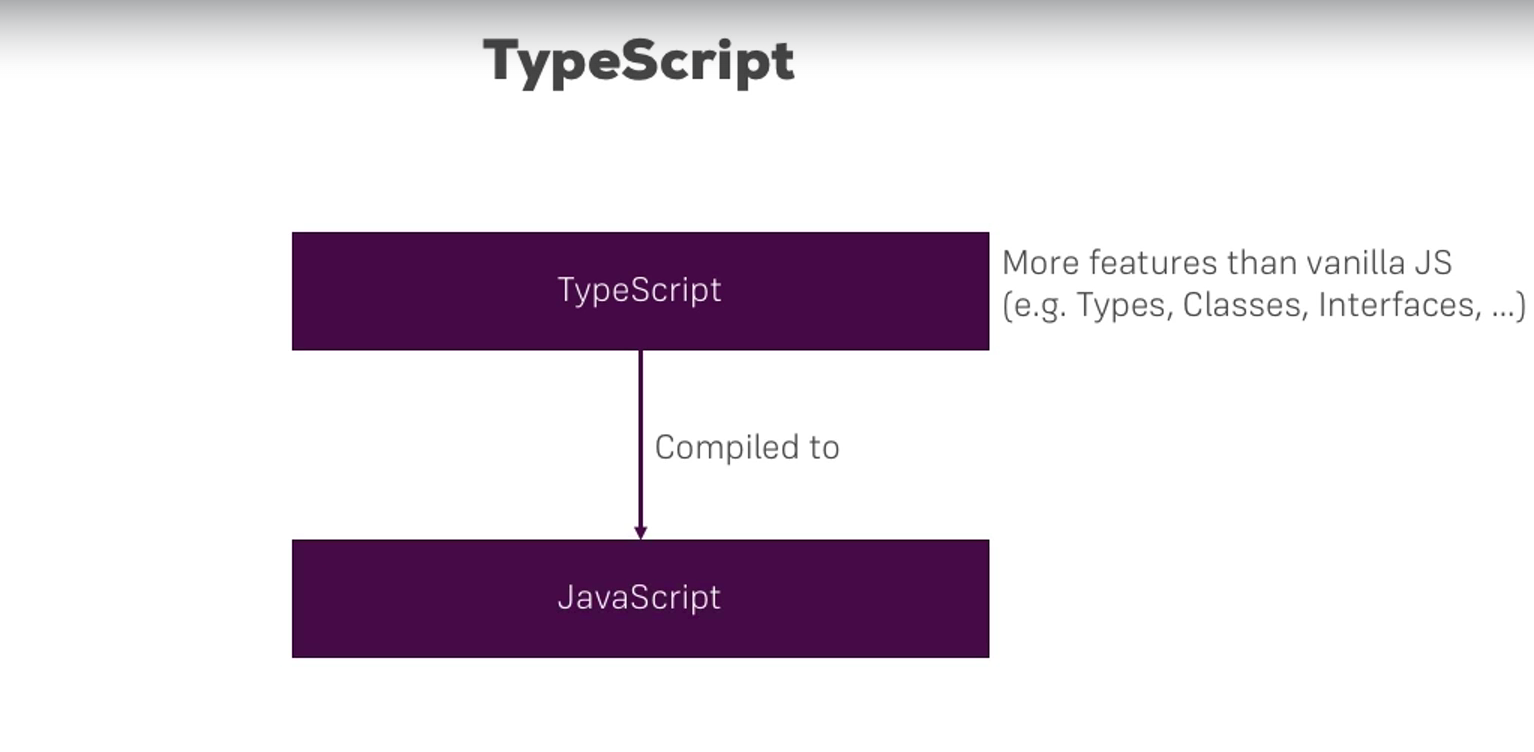 TypeScript
TypeScript
More features than vanilla JS
(e.g. Types, Classes, Interfaces, ...)
Compiled to
JavaScript